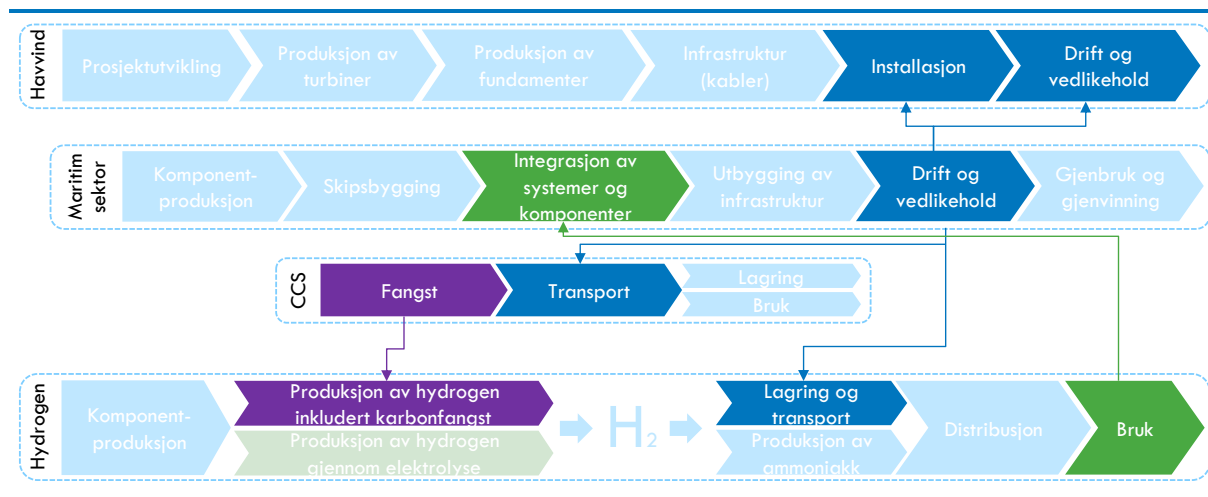 Havvind
Prosjektutvikling
Produksjon av
turbiner
Produksjon av
fundamenter
Infrastruktur
(kabler)
Installasjon
Drift og
vedlikehold
Maritim
sektor
Komponent-
produksjon
Skipsbygging
Integrasjon av
systemer og
komponenter
Utbygging av
infrastruktur
Drift og
vedlikehold
Gjenbruk og
gjenvinning
CCS
Fangst
Transport
Lagring
Bruk
Hydrogen
Komponent-
produksjon
Produksjon av hydrogen
inkludert karbonfangst
Produksjon av hydrogen
gjennom elektrolyse
H2
Lagring og
transport
Produksjon av
ammoniakk
Distribusjon
Bruk